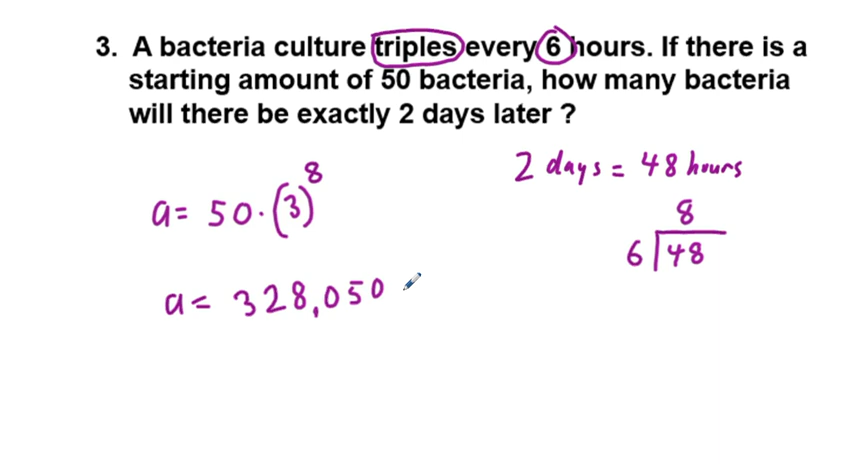 3. A bacteria culture triples every 6 hours. If there is a
starting amount of 50 bacteria, how many bacteria
will there be exactly 2 days later ?
2 days = 48 hours
a = 50 · (3)^8
8
6 48
a = 328,050